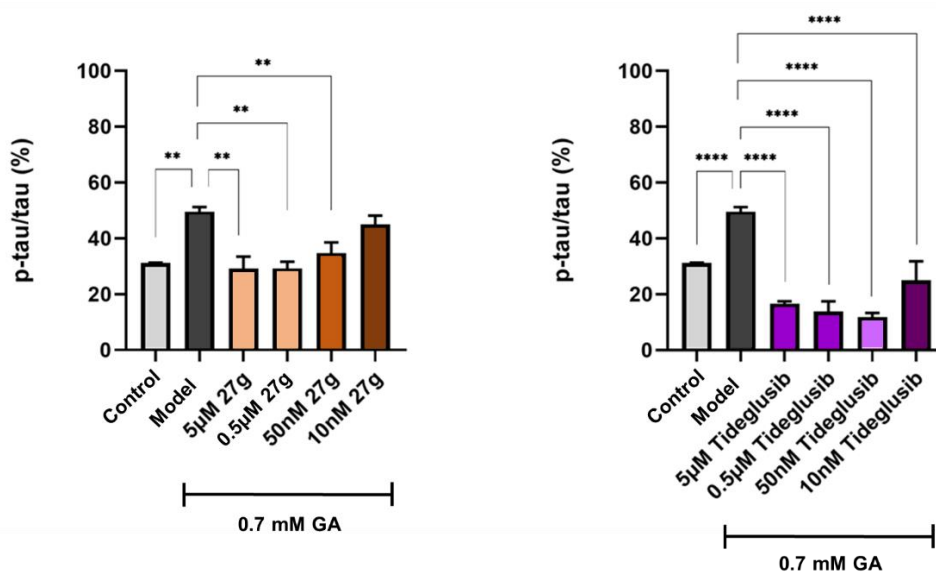 p-tau/tau (%)
100
80
60
40
20
0
**
**
**
**
Control
Model
5µM 27g
0.5µM 27g
50nM 27g
10nM 27g
0.7 mM GA
p-tau/tau (%)
100
80
60
40
20
0
****
****
****
****
****
Control
Model
5µM Tideglusib
0.5µM Tideglusib
50nM Tideglusib
10nM Tideglusib
0.7 mM GA